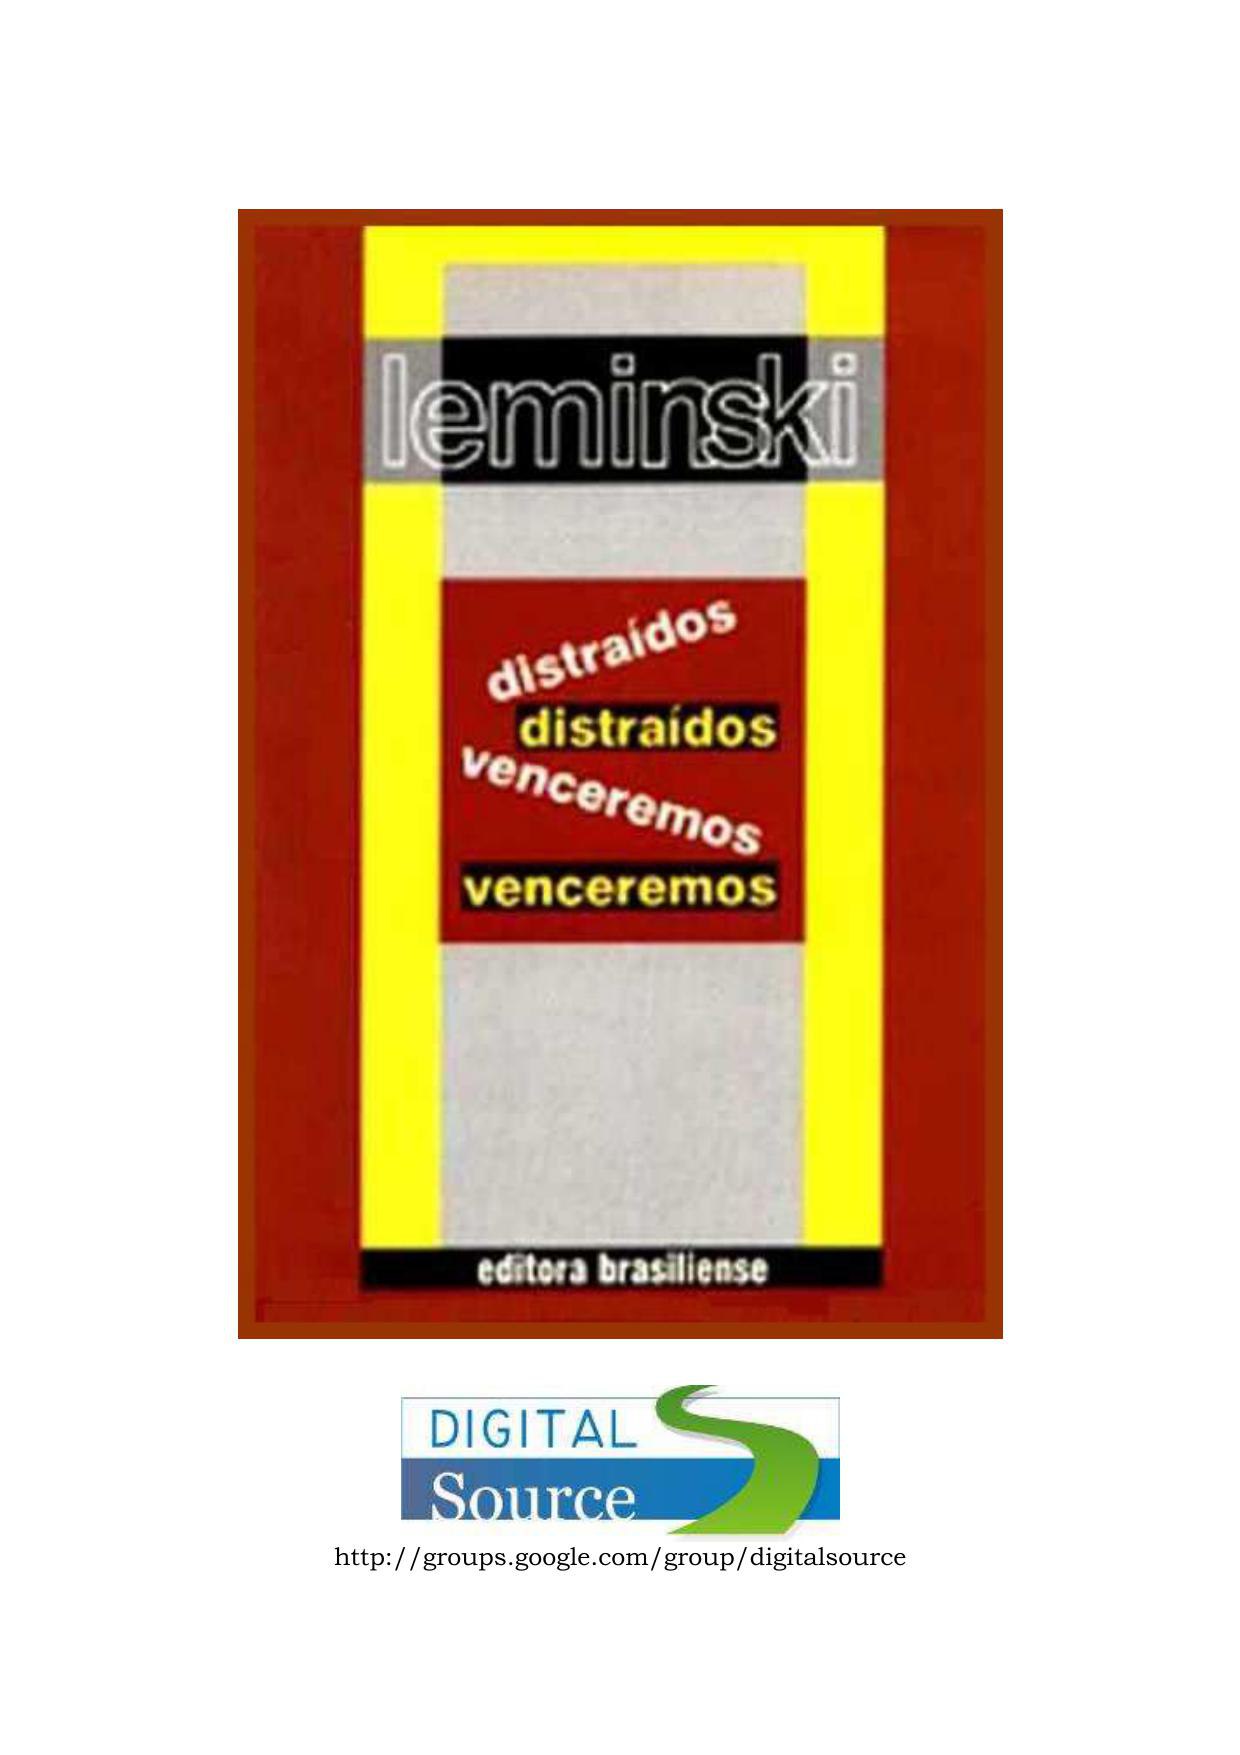 leminski
distraídos
distraídos
venceremos
venceremos
editora brasiliense
DIGITAL
Source
http://groups.google.com/group/digitalsource